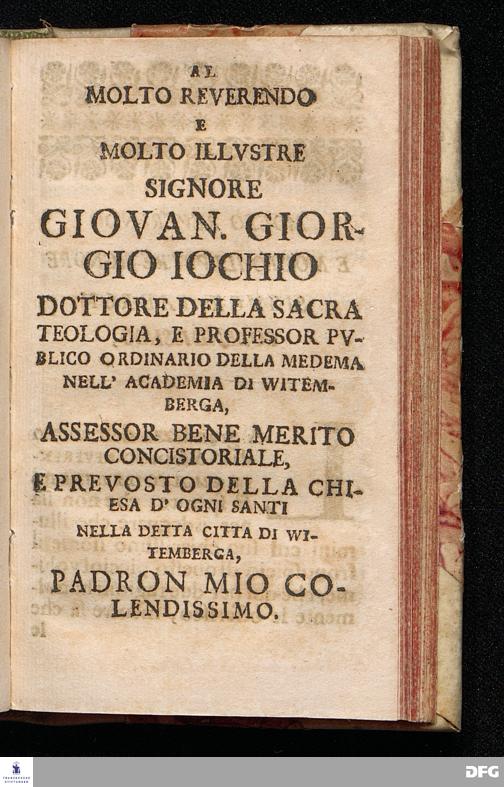 AL
MOLTO REVERENDO
E
MOLTO ILLVSTRE
SIGNORE
GIOVAN. GIOR-
GIO IOCHIO
DOTTORE DELLA SACRA
TEOLOGIA, E PROFESSOR PV-
BLICO ORDINARIO DELLA MEDEMA
NELL' ACADEMIA DI WITEM-
BERGA,
ASSESSOR BENE MERITO
CONCISTORIALE,
E PREVOSTO DELLA CHI-
ESA D' OGNI SANTI
NELLA DETTA CITTA DI WI-
TEMBERGA,
PADRON MIO CO-
LENDISSIMO.
FRANCKESCHE
STIFTUNGEN
DFG